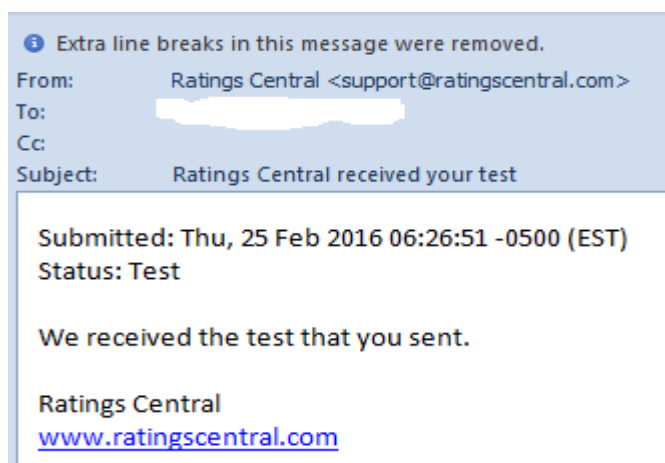 Extra line breaks in this message were removed.
From: Ratings Central <support@ratingscentral.com>
To:
Cc:
Subject: Ratings Central received your test
Submitted: Thu, 25 Feb 2016 06:26:51 -0500 (EST)
Status: Test
We received the test that you sent.
Ratings Central
www.ratingscentral.com